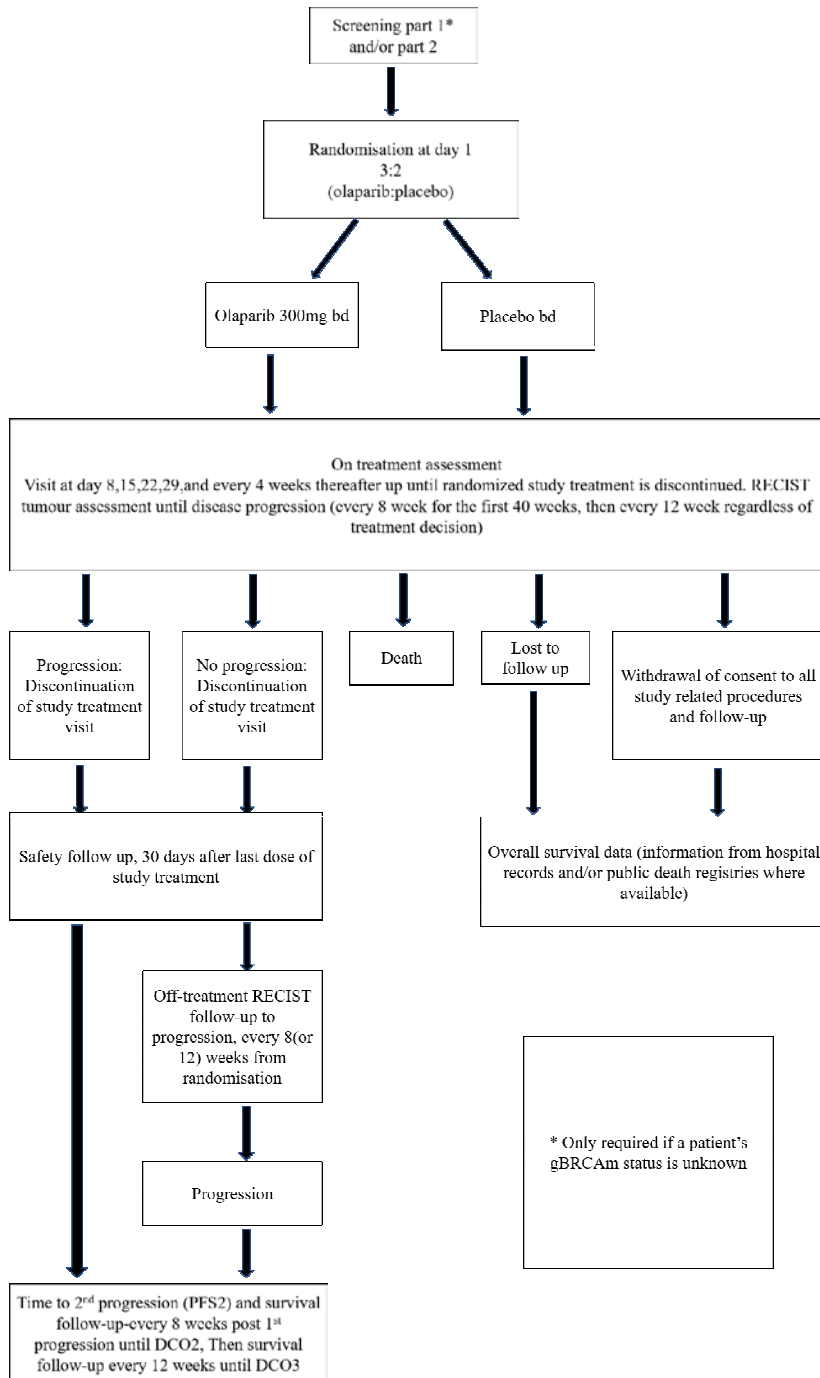 Screening part 1*
and/or part 2
Randomisation at day 1
3:2
(olaparib:placebo)
Olaparib 300mg bd
Placebo bd
On treatment assessment
Visit at day 8,15,22,29,and every 4 weeks thereafter up until randomized study treatment is discontinued. RECIST
tumour assessment until disease progression (every 8 week for the first 40 weeks, then every 12 week regardless of
treatment decision)
Progression:
Discontinuation
of study treatment
visit
No progression:
Discontinuation
of study treatment
visit
Death
Lost to
follow up
Withdrawal of consent to all
study related procedures
and follow-up
Safety follow up, 30 days after last dose of
study treatment
Overall survival data (information from hospital
records and/or public death registries where
available)
Off-treatment RECIST
follow-up to
progression, every 8(or
12) weeks from
randomisation
* Only required if a patient's
gBRCAm status is unknown
Progression
Time to 2rd progression (PFS2) and survival
follow-up-every 8 weeks post 1st
progression until DCO2, Then survival
follow-up every 12 weeks until DCO3